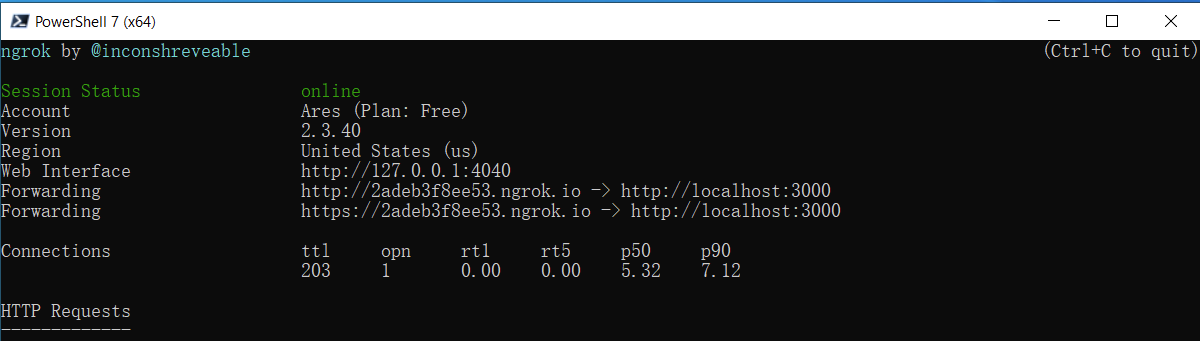 PowerShell 7 (x64)
ngrok by @inconshreveable (Ctrl+C to quit)
Session Status online
Account Ares (Plan: Free)
Version 2.3.40
Region United States (us)
Web Interface http://127.0.0.1:4040
Forwarding http://2adeb3f8ee53.ngrok.io -> http://localhost:3000
Forwarding https://2adeb3f8ee53.ngrok.io -> http://localhost:3000
Connections ttl opn rt1 rt5 p50 p90
203 1 0.00 0.00 5.32 7.12
HTTP Requests
-------------